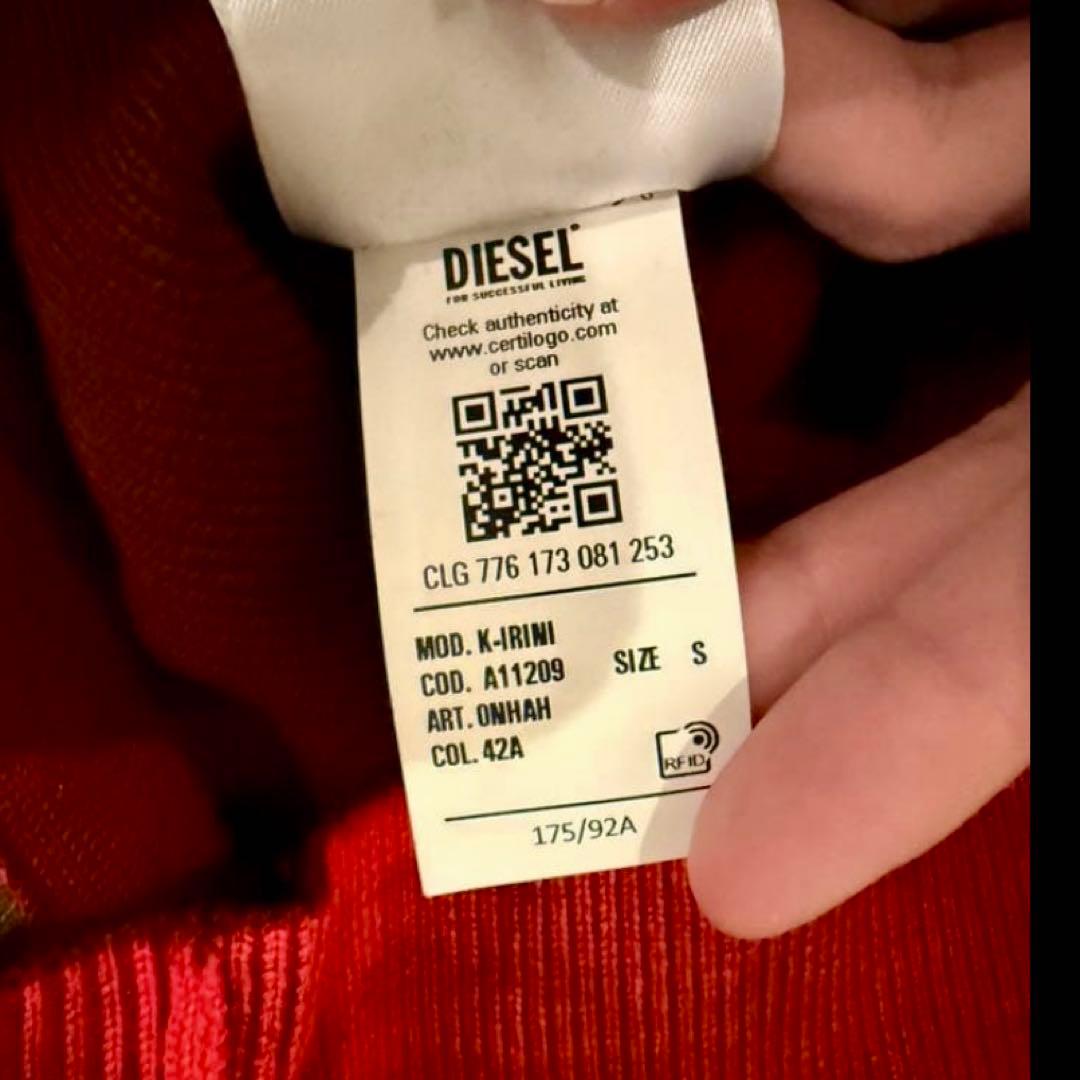 DIESEL
FOR SUCCESSFUL LIVING
Check authenticity at
www.certilogo.com
or scan
CLG 776 173 081 253
MOD. K-IRINI
COD. A11209
SIZE S
ART. 0NHAH
COL. 42A
RFID
175/92A